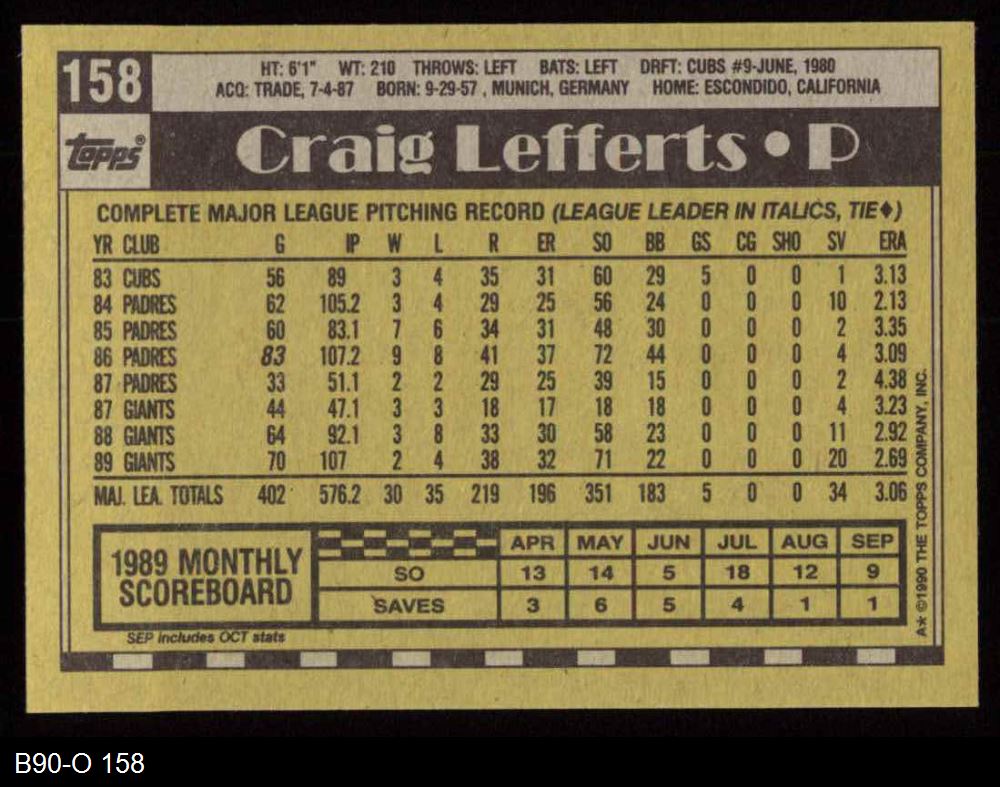 158
HT: 6'1" WT: 210 THROWS: LEFT BATS: LEFT DRFT: CUBS #9-JUNE, 1980
ACQ: TRADE, 7-4-87 BORN: 9-29-57 , MUNICH, GERMANY HOME: ESCONDIDO, CALIFORNIA
topps®
Craig Lefferts • P
COMPLETE MAJOR LEAGUE PITCHING RECORD (LEAGUE LEADER IN ITALICS, TIE♦)
YR CLUB G IP W L R ER SO BB GS CG SHO SV ERA
83 CUBS 56 89 3 4 35 31 60 29 5 0 0 1 3.13
84 PADRES 62 105.2 3 4 29 25 56 24 0 0 0 10 2.13
85 PADRES 60 83.1 7 6 34 31 48 30 0 0 0 2 3.35
86 PADRES 83 107.2 9 8 41 37 72 44 0 0 0 4 3.09
87 PADRES 33 51.1 2 2 29 25 39 15 0 0 0 2 4.38
87 GIANTS 44 47.1 3 3 18 17 18 18 0 0 0 4 3.23
88 GIANTS 64 92.1 3 8 33 30 58 23 0 0 0 11 2.92
89 GIANTS 70 107 2 4 38 32 71 22 0 0 0 20 2.69
MAJ. LEA. TOTALS 402 576.2 30 35 219 196 351 183 5 0 0 34 3.06
1989 MONTHLY
SCOREBOARD
APR MAY JUN JUL AUG SEP
SO 13 14 5 18 12 9
SAVES 3 6 5 4 1 1
SEP includes OCT stats
A* ©1990 THE TOPPS COMPANY, INC.
B90-O 158